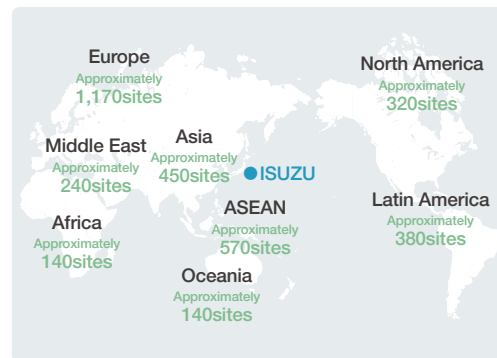 Europe
Approximately
1,170sites
North America
Approximately
320sites
Middle East
Approximately
240sites
Asia
Approximately
450sites
ISUZU
Africa
Approximately
140sites
ASEAN
Approximately
570sites
Latin America
Approximately
380sites
Oceania
Approximately
140sites